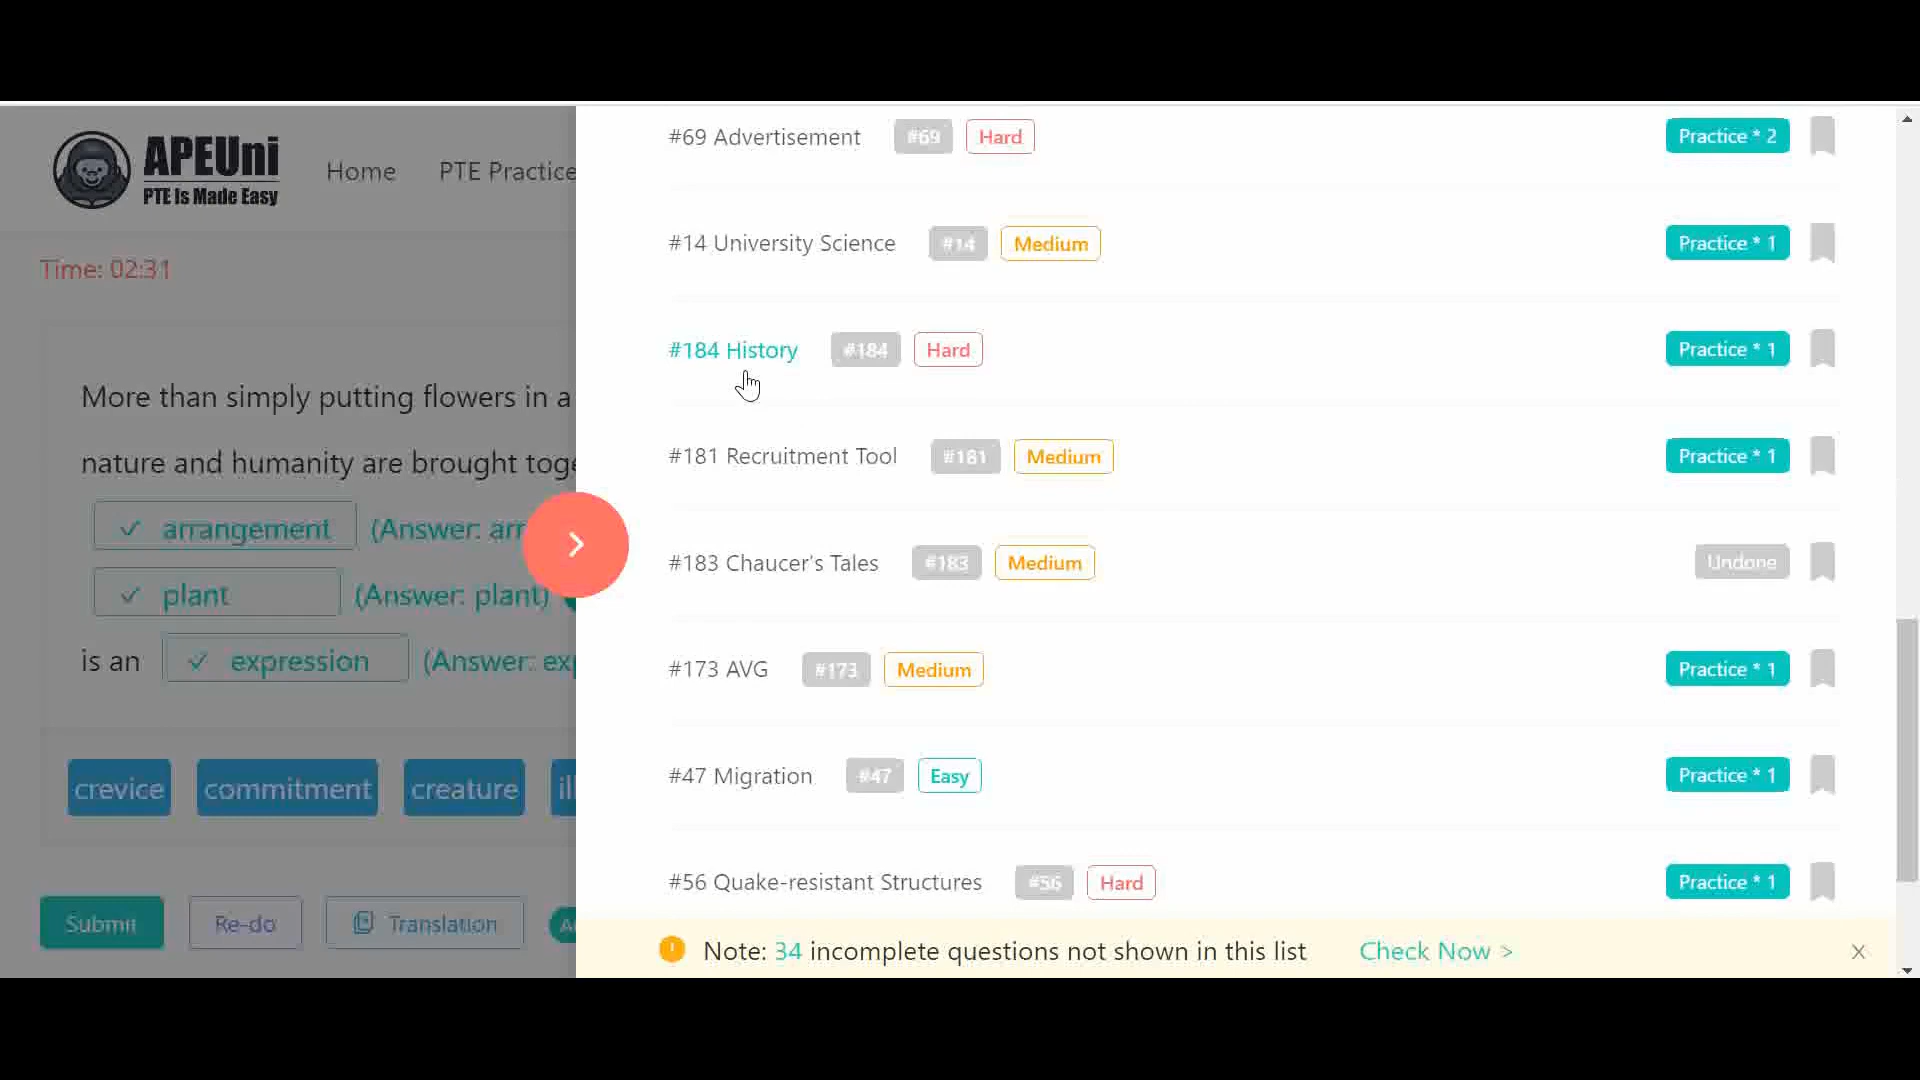 APEUni
PTE Is Made Easy
Home
PTE Practice
Time: 02:31
More than simply putting flowers in a
nature and humanity are brought toge
arrangement (Answer: arr
plant (Answer: plant)
is an expression (Answer: exp
crevice commitment creature ill
Submit Re-do Translation
#69 Advertisement #69 Hard Practice * 2
#14 University Science #14 Medium Practice * 1
#184 History #184 Hard Practice * 1
#181 Recruitment Tool #181 Medium Practice * 1
#183 Chaucer's Tales #183 Medium Undone
#173 AVG #173 Medium Practice * 1
#47 Migration #47 Easy Practice * 1
#56 Quake-resistant Structures #56 Hard Practice * 1
Note: 34 incomplete questions not shown in this list Check Now > X